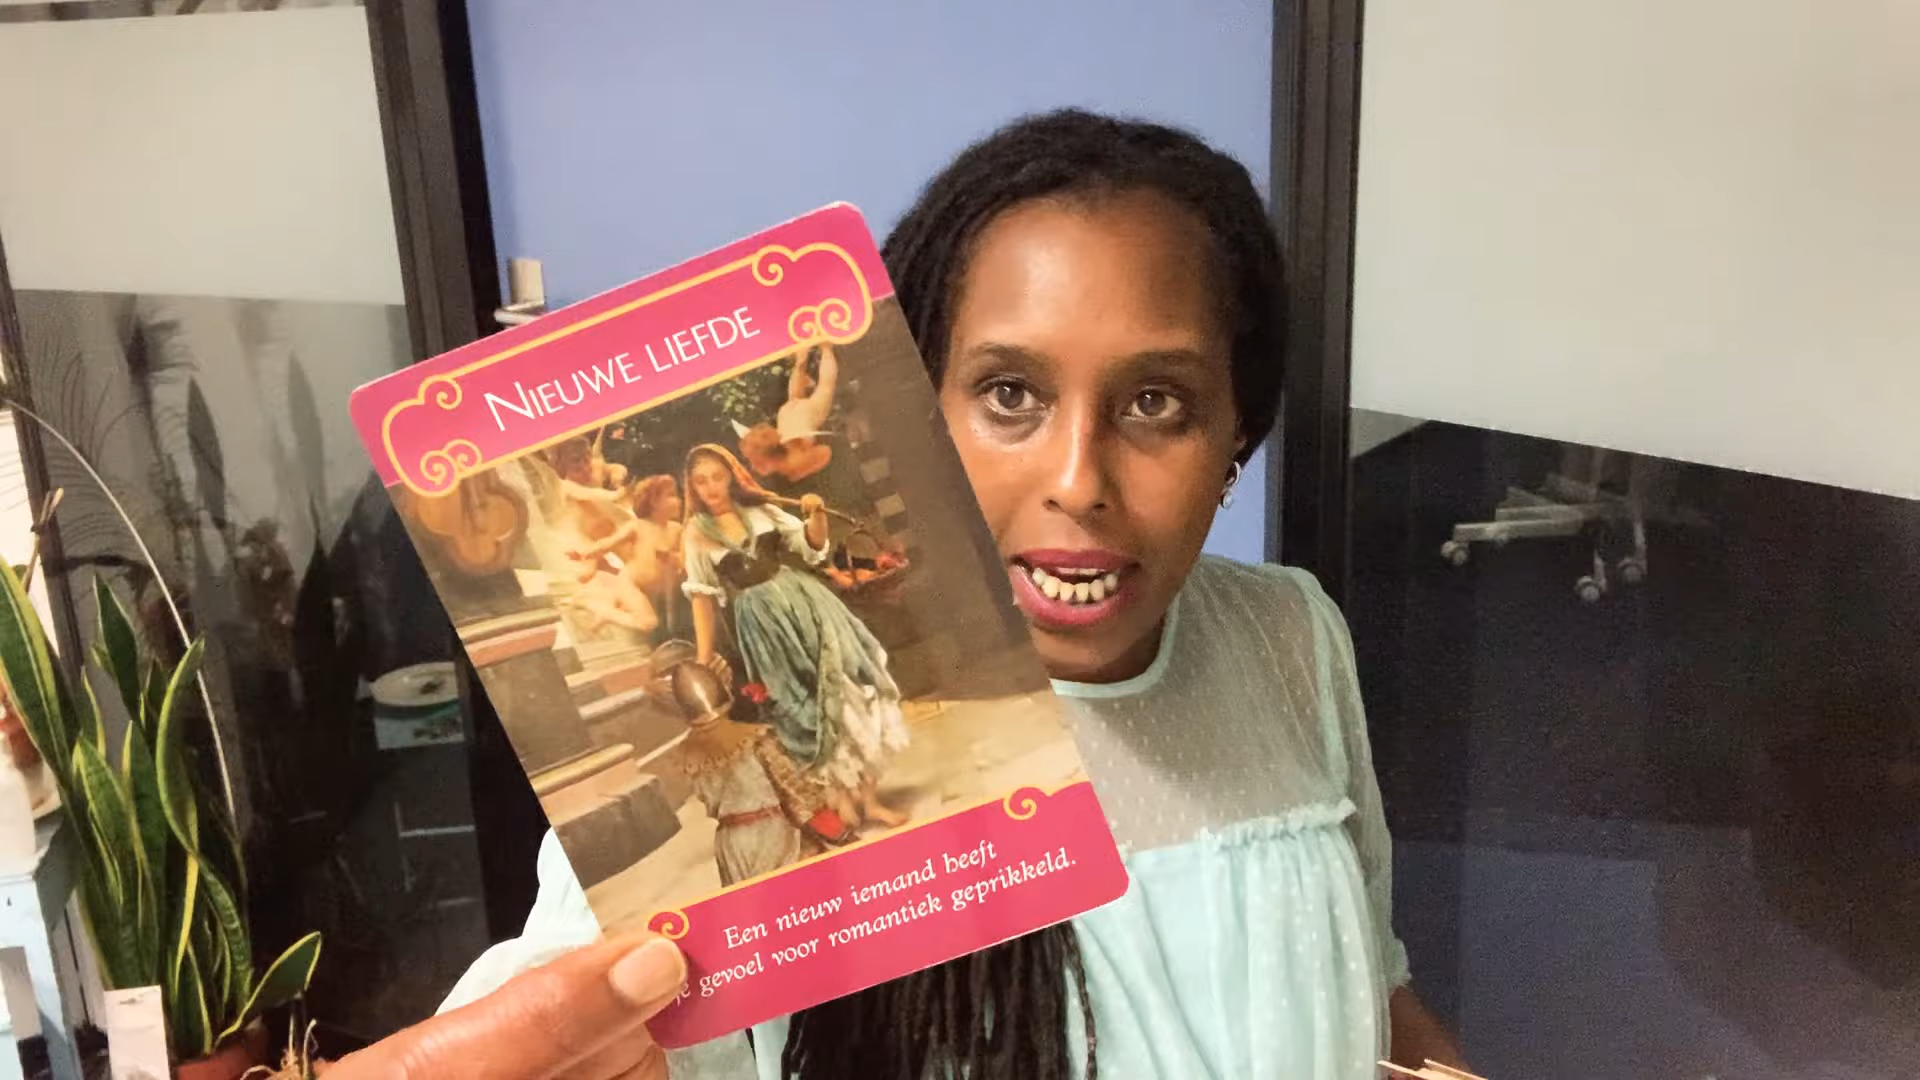 NIEUWE LIEFDE
Een nieuw iemand heeft
je gevoel voor romantiek geprikkeld.